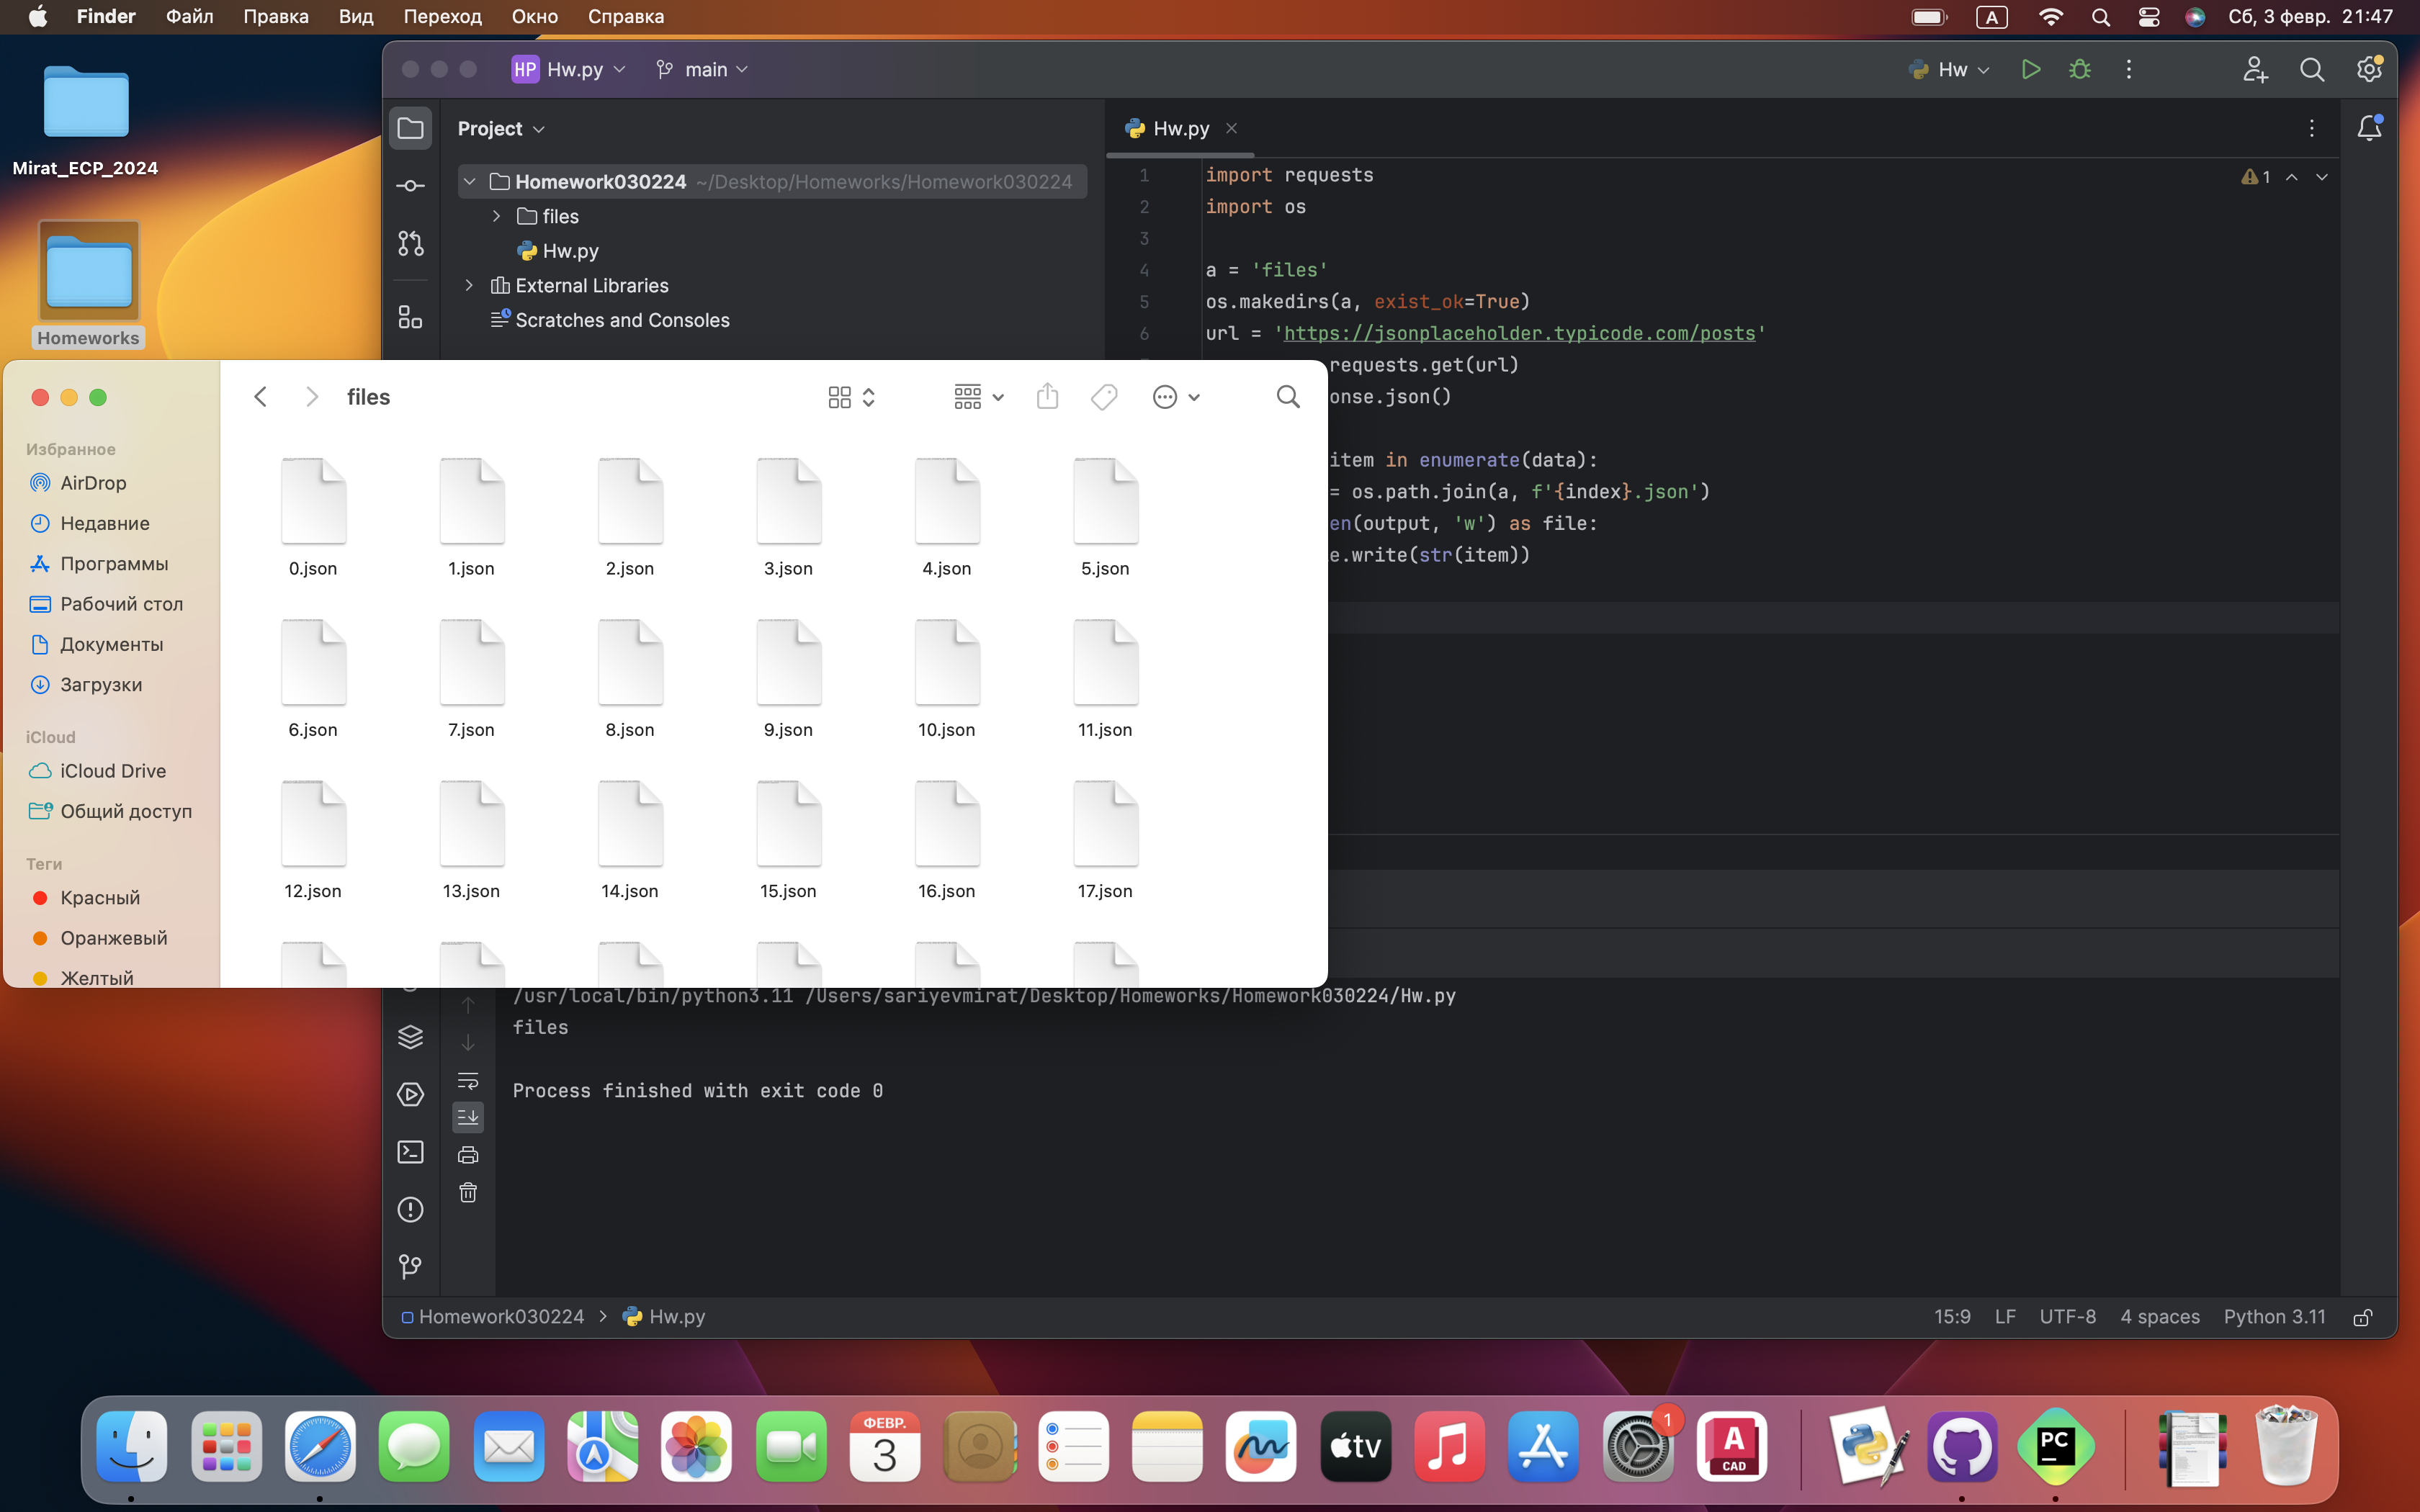 Finder Файл Правка Вид Переход Окно Справка A Сб, 3 февр. 21:47
Mirat_ECP_2024
Homeworks
HP Hw.py main Hw
Project
Homework030224 ~/Desktop/Homeworks/Homework030224
files
Hw.py
External Libraries
Scratches and Consoles
Hw.py
1
1 import requests
2 import os
3
4 a = 'files'
5 os.makedirs(a, exist_ok=True)
6 url = 'https://jsonplaceholder.typicode.com/posts'
requests.get(url)
onse.json()
item in enumerate(data):
= os.path.join(a, f'{index}.json')
en(output, 'w') as file:
e.write(str(item))
files
Избранное
AirDrop
Недавние
Программы
Рабочий стол
Документы
Загрузки
iCloud
iCloud Drive
Общий доступ
Теги
Красный
Оранжевый
Желтый
0.json 1.json 2.json 3.json 4.json 5.json
6.json 7.json 8.json 9.json 10.json 11.json
12.json 13.json 14.json 15.json 16.json 17.json
/usr/local/bin/python3.11 /Users/sariyevmirat/Desktop/Homeworks/Homework030224/Hw.py
files
Process finished with exit code 0
Homework030224 > Hw.py 15:9 LF UTF-8 4 spaces Python 3.11
ФЕВР.
3
tv
1
A
CAD
PC